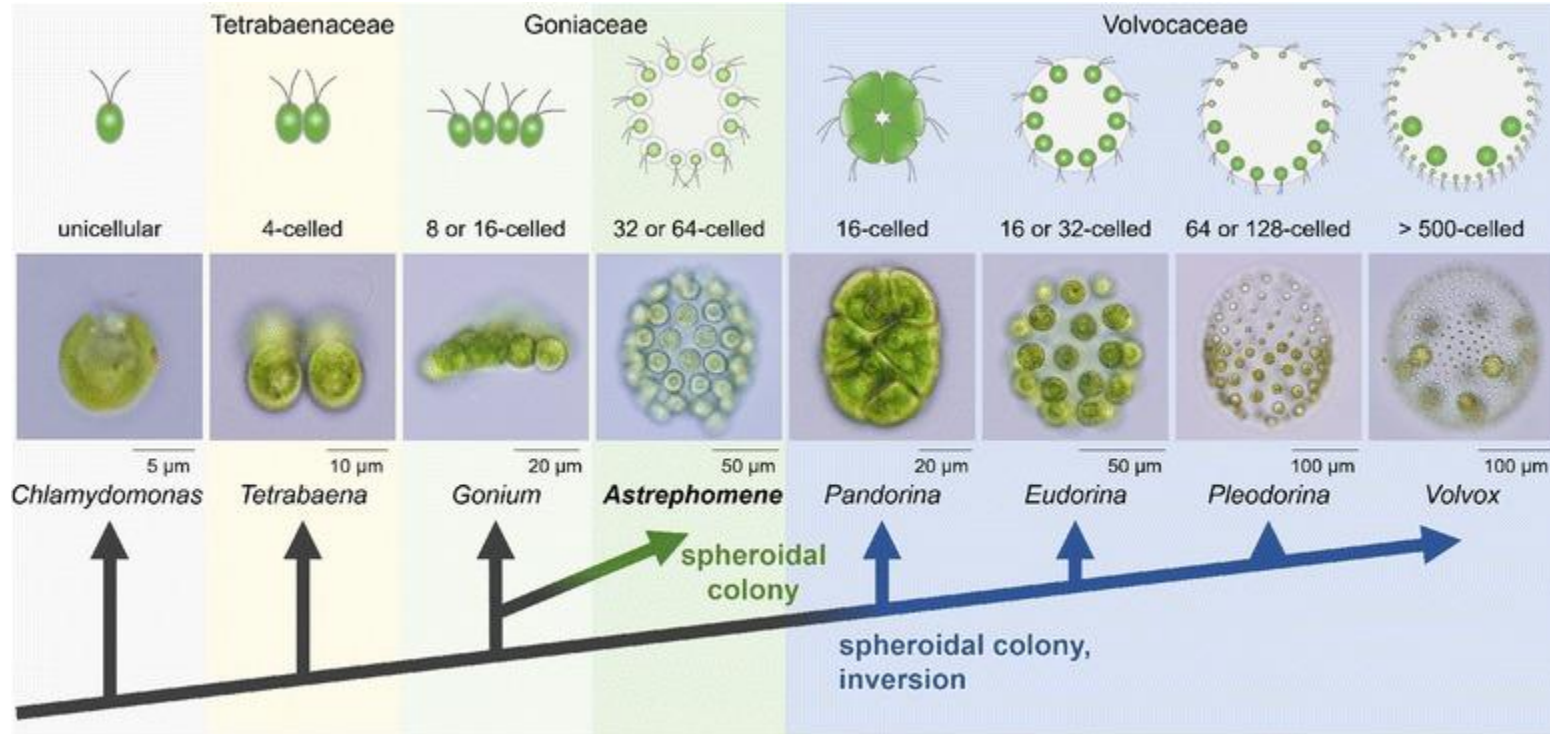 Tetrabaenaceae Goniaceae Volvocaceae
unicellular 4-celled 8 or 16-celled 32 or 64-celled 16-celled 16 or 32-celled 64 or 128-celled > 500-celled
5 µm 10 µm 20 µm 50 µm 20 µm 50 µm 100 µm 100 µm
Chlamydomonas Tetrabaena Gonium Astrephomene Pandorina Eudorina Pleodorina Volvox
spheroidal
colony
spheroidal colony,
inversion